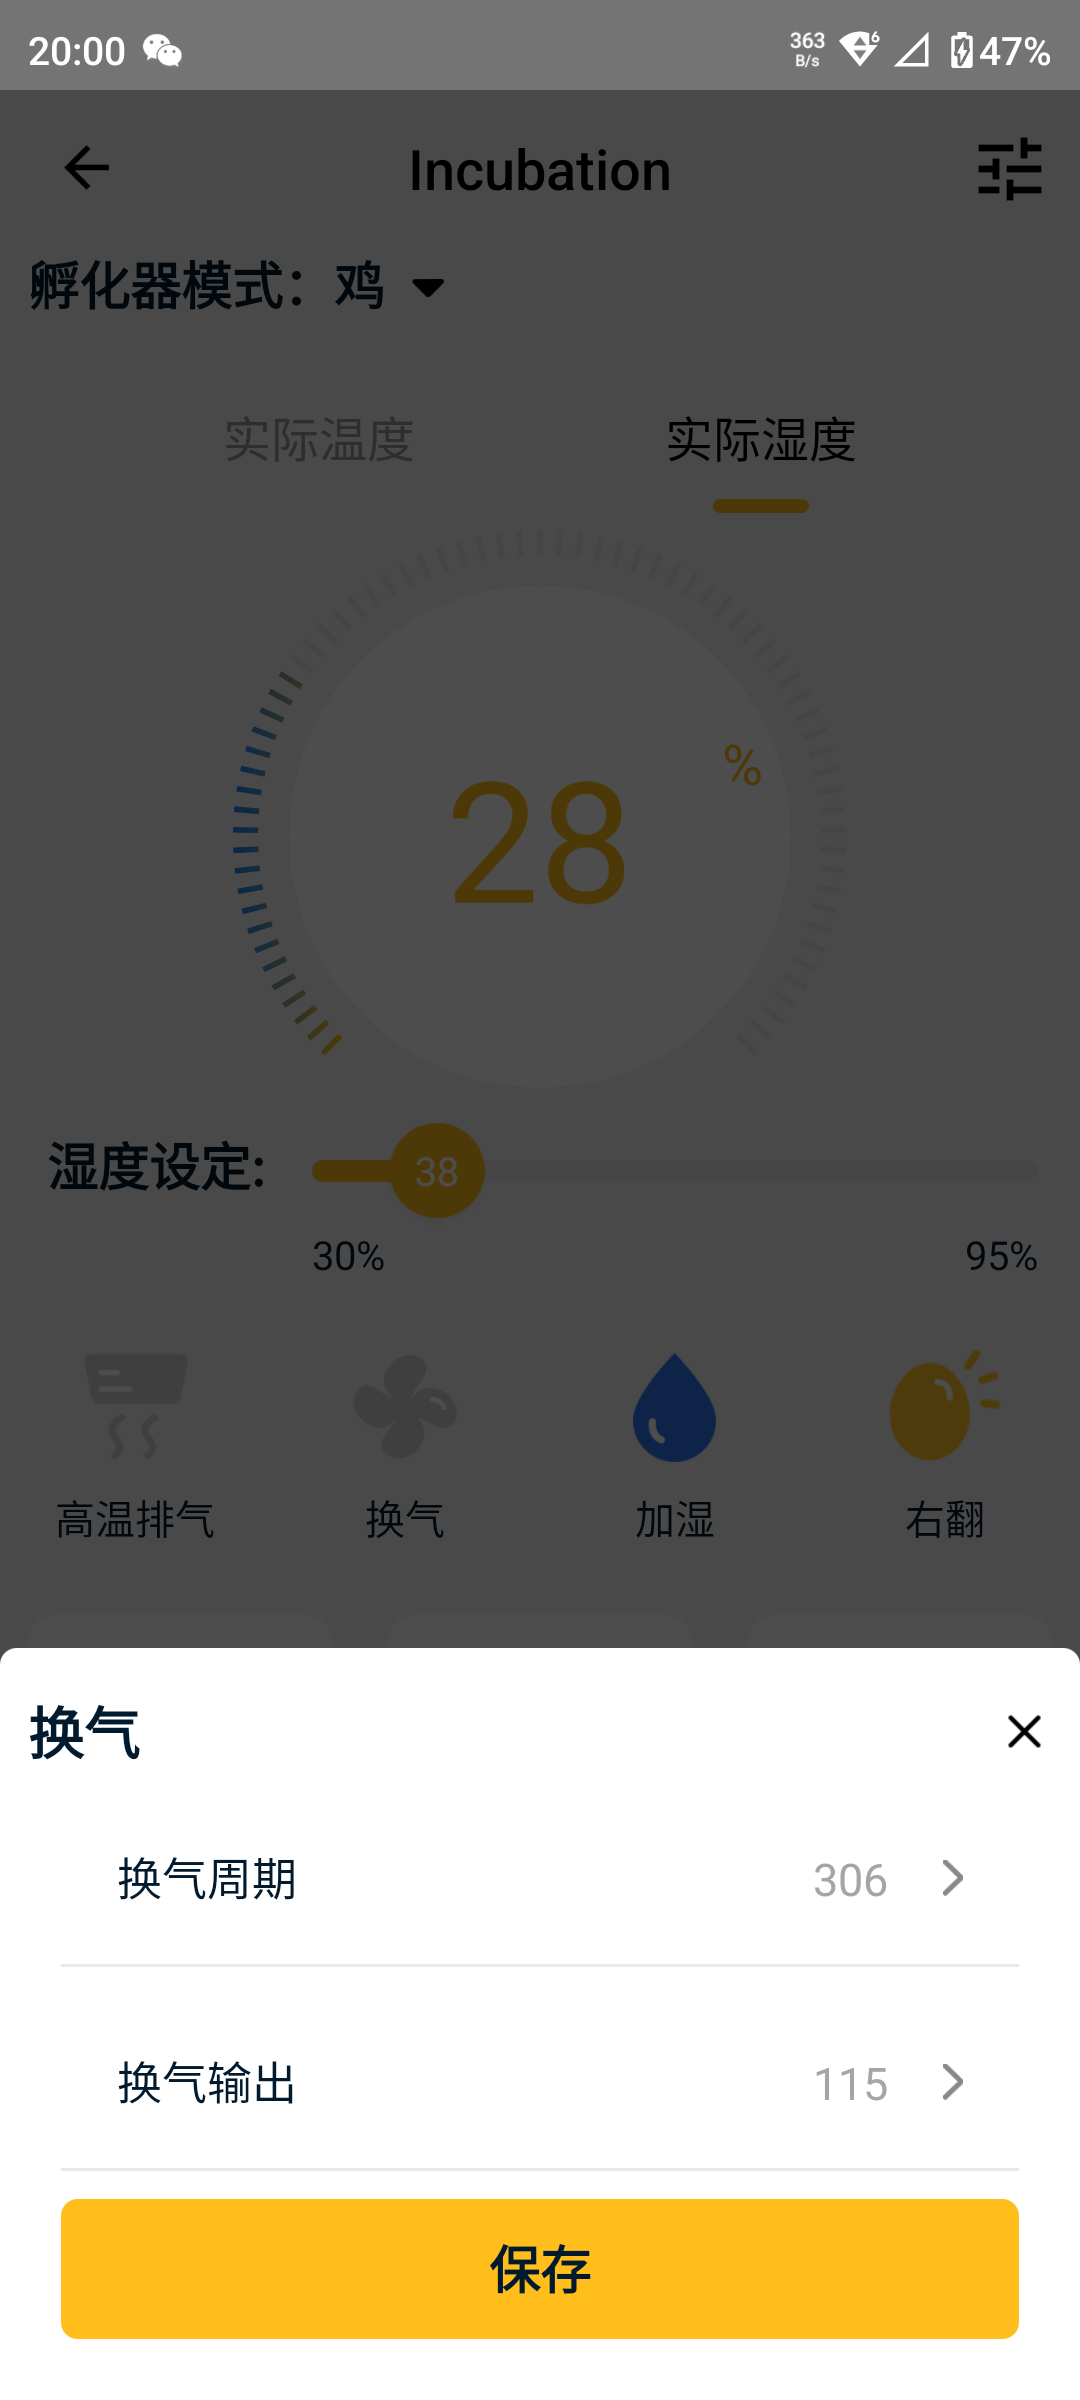 20:00
363 B/s
6
47%
Incubation
孵化器模式：鸡
实际温度 实际湿度
28 %
湿度设定: 38
30% 95%
高温排气 换气 加湿 右翻
换气
换气周期 306
换气输出 115
保存